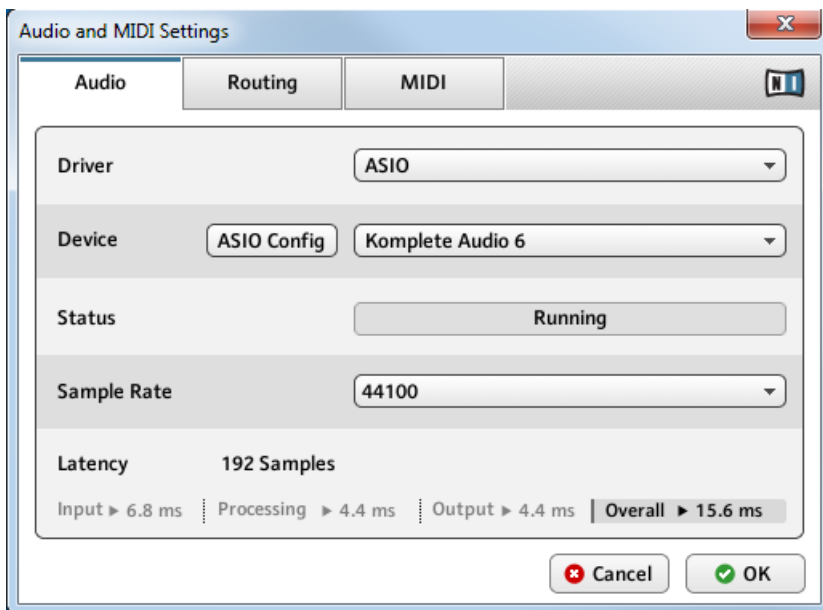 Audio and MIDI Settings
Audio Routing MIDI NI
Driver ASIO
Device ASIO Config Komplete Audio 6
Status Running
Sample Rate 44100
Latency 192 Samples
Input ▸ 6.8 ms Processing ▸ 4.4 ms Output ▸ 4.4 ms Overall ▸ 15.6 ms
Cancel OK